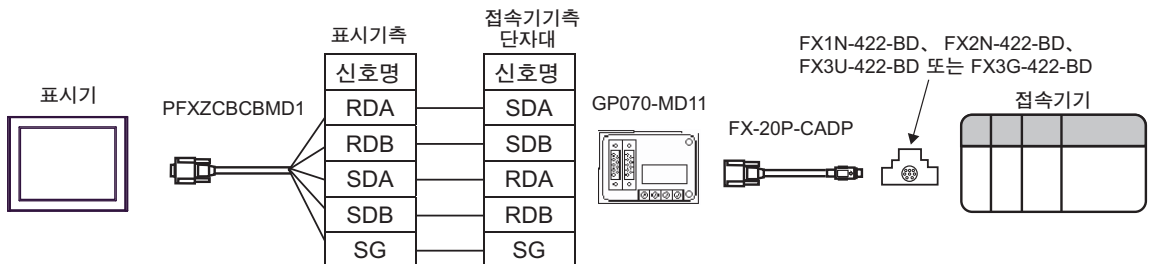 표시기
PFXZCBCBMD1
표시기측
신호명
RDA
RDB
SDA
SDB
SG
접속기기측
단자대
신호명
SDA
SDB
RDA
RDB
SG
GP070-MD11
FX-20P-CADP
FX1N-422-BD、 FX2N-422-BD、
FX3U-422-BD 또는 FX3G-422-BD
접속기기